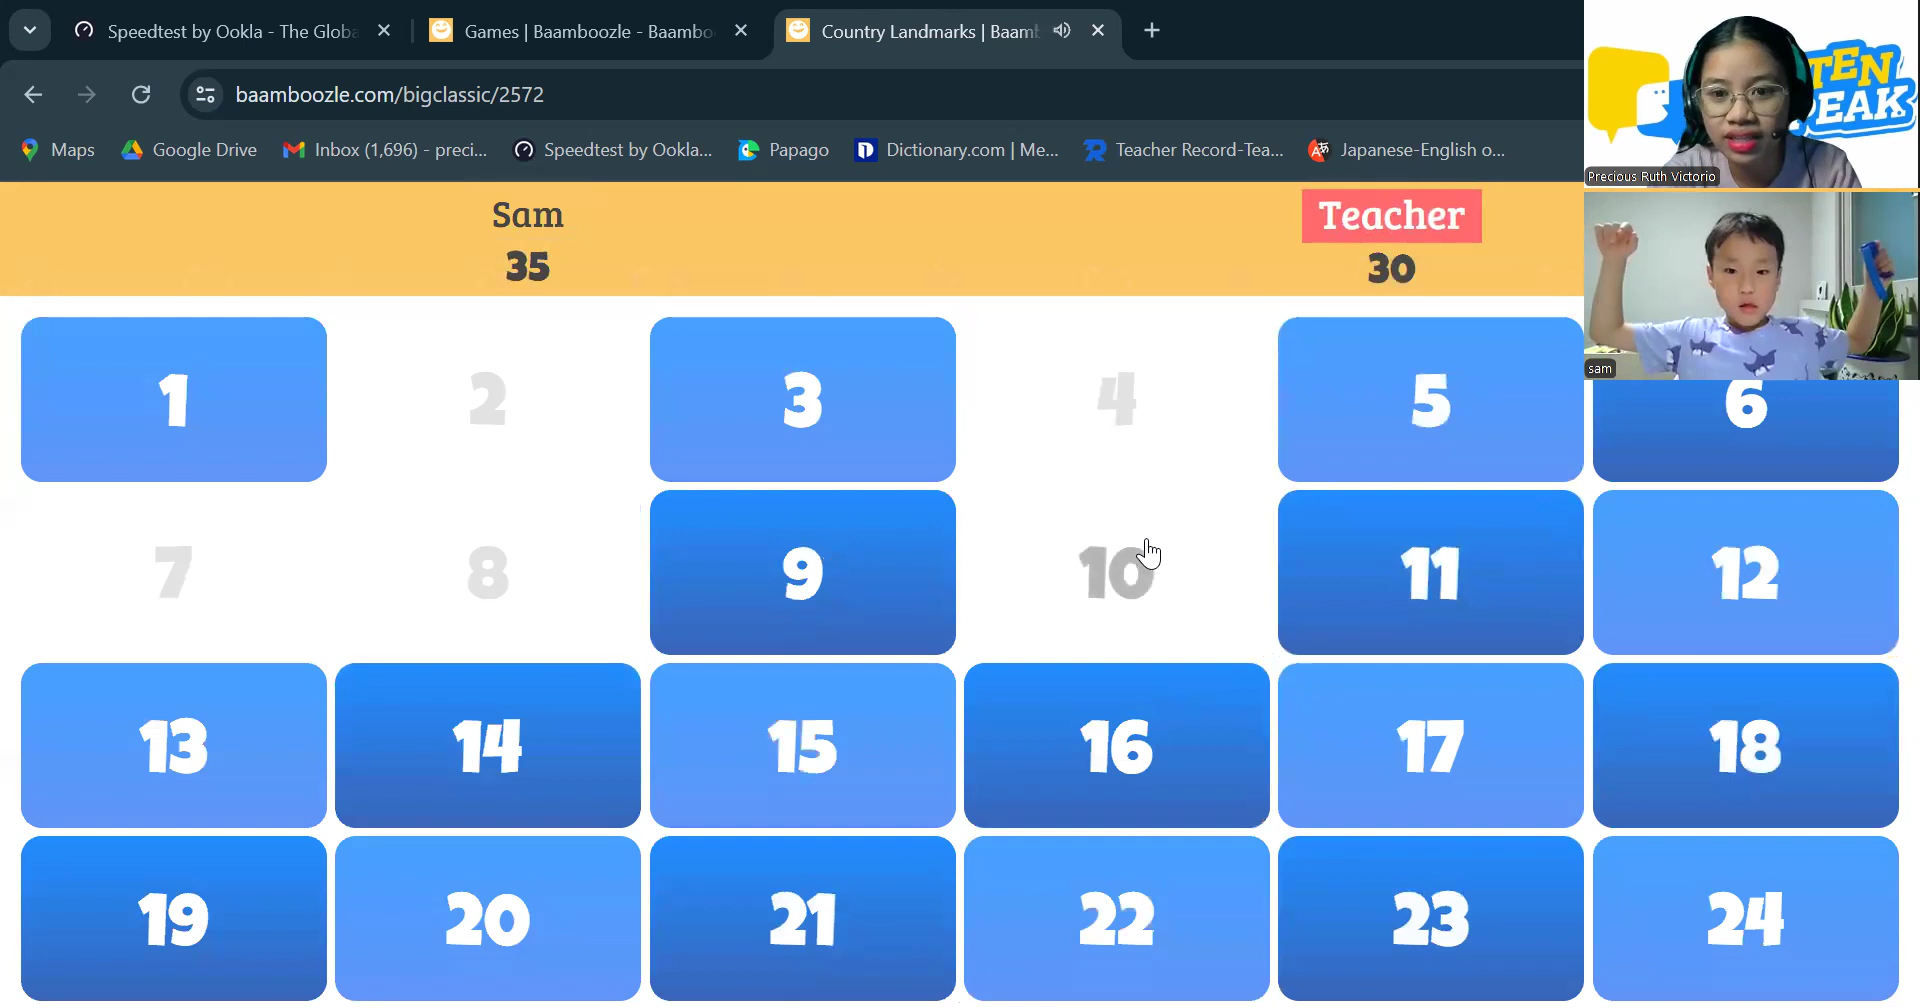 Speedtest by Ookla - The Globa
Games | Baamboozle - Baambo
Country Landmarks | Baamb
baamboozle.com/bigclassic/2572
Maps
Google Drive
Inbox (1,696) - preci...
Speedtest by Ookla...
Papago
Dictionary.com | Me...
Teacher Record-Tea...
Japanese-English o...
TEN
EAK
Precious Ruth Victorio
sam
Sam
35
Teacher
30
1
2
3
4
5
6
7
8
9
10
11
12
13
14
15
16
17
18
19
20
21
22
23
24